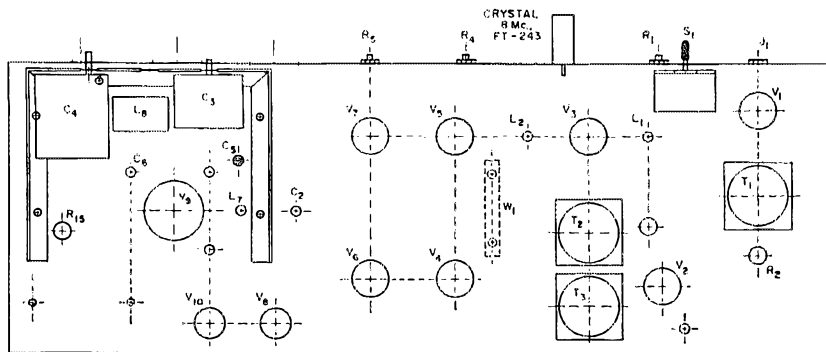 CRYSTAL
8 Mc.,
FT-243
R5
R4
R1
S1
J1
C4
L8
C3
V7
V5
L2
V3
L1
V1
C6
C5
T1
V9
L7
C2
W1
R15
T2
V6
V4
V2
R2
T3
V10
V8